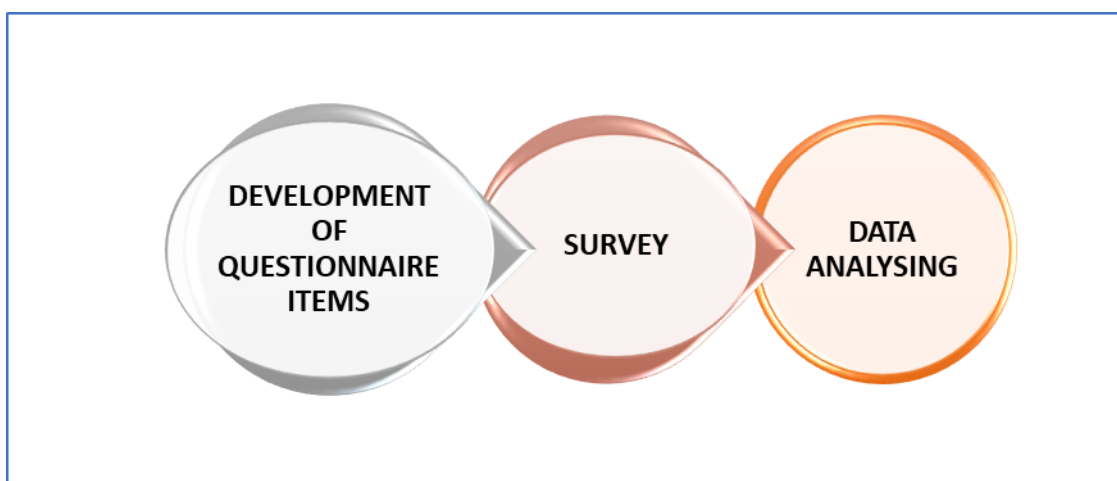 DEVELOPMENT
OF
QUESTIONNAIRE
ITEMS
SURVEY
DATA
ANALYSING